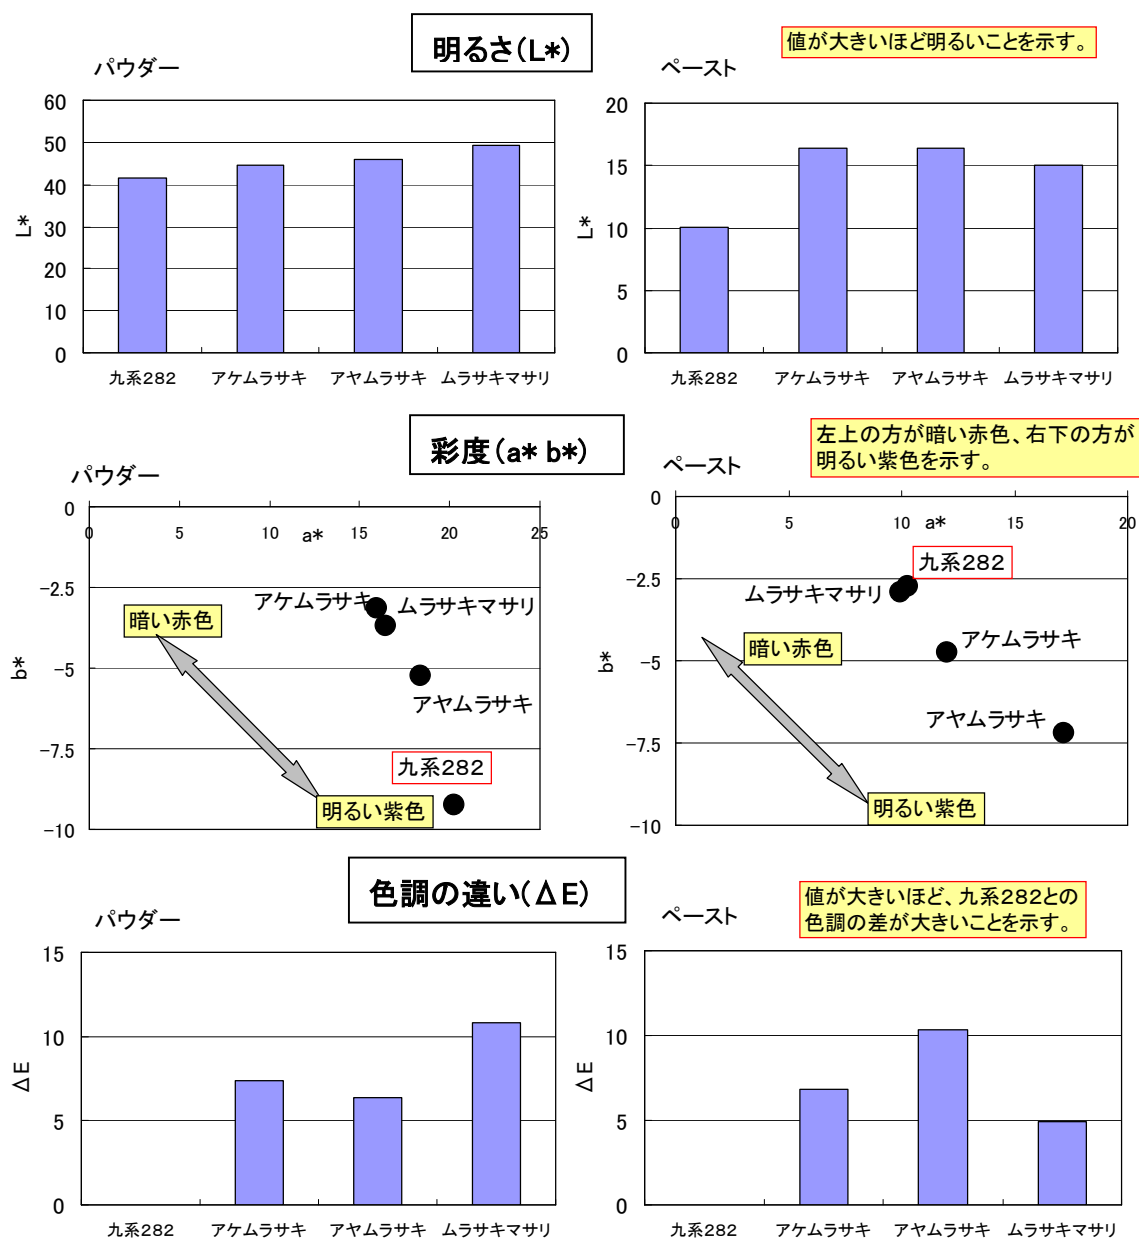 明るさ(L*)
値が大きいほど明るいことを示す。
パウダー
60
50
40
30
20
10
0
L*
九系282
アケムラサキ
アヤムラサキ
ムラサキマサリ
ペースト
20
15
10
5
0
L*
九系282
アケムラサキ
アヤムラサキ
ムラサキマサリ
彩度(a* b*)
左上の方が暗い赤色、右下の方が
明るい紫色を示す。
パウダー
0
-2.5
-5
-7.5
-10
b*
0
5
10
15
20
25
a*
アケムラサキ
ムラサキマサリ
暗い赤色
アヤムラサキ
九系282
明るい紫色
ペースト
0
-2.5
-5
-7.5
-10
b*
0
5
10
15
20
a*
九系282
ムラサキマサリ
暗い赤色
アケムラサキ
アヤムラサキ
明るい紫色
色調の違い(ΔE)
値が大きいほど、九系282との
色調の差が大きいことを示す。
パウダー
15
10
5
0
ΔE
九系282
アケムラサキ
アヤムラサキ
ムラサキマサリ
ペースト
15
10
5
0
ΔE
九系282
アケムラサキ
アヤムラサキ
ムラサキマサリ